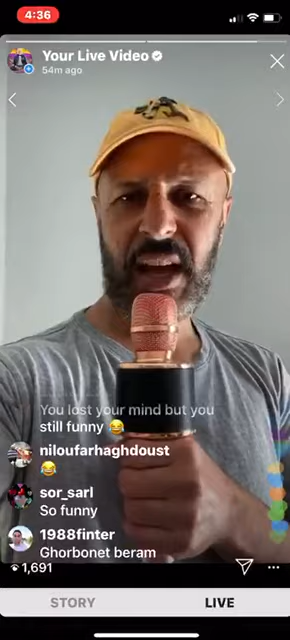 4:36
Your Live Video
54m ago
You lost your mind but you
still funny 😂
niloufarhaghdoust
😂
sor_sarl
So funny
1988finter
Ghorbonet beram
1,691
STORY
LIVE